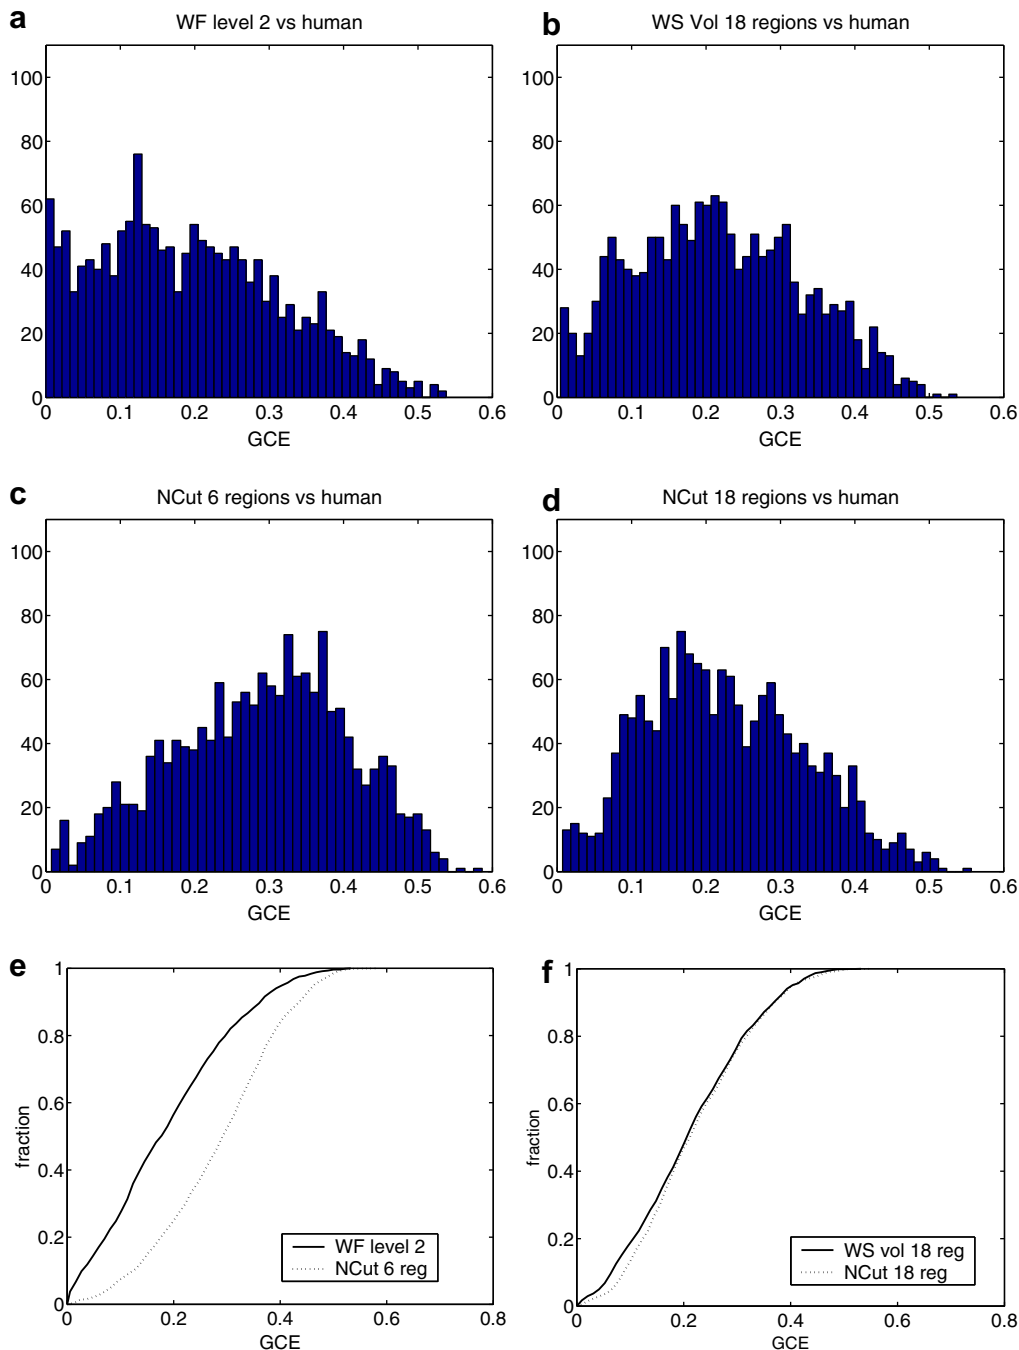 a
WF level 2 vs human
100
80
60
40
20
0
0 0.1 0.2 0.3 0.4 0.5 0.6
GCE
b
WS Vol 18 regions vs human
100
80
60
40
20
0
0 0.1 0.2 0.3 0.4 0.5 0.6
GCE
c
NCut 6 regions vs human
100
80
60
40
20
0
0 0.1 0.2 0.3 0.4 0.5 0.6
GCE
d
NCut 18 regions vs human
100
80
60
40
20
0
0 0.1 0.2 0.3 0.4 0.5 0.6
GCE
e
1
0.8
0.6
0.4
0.2
0
fraction
WF level 2
NCut 6 reg
0 0.2 0.4 0.6 0.8
GCE
f
1
0.8
0.6
0.4
0.2
0
fraction
WS vol 18 reg
NCut 18 reg
0 0.2 0.4 0.6 0.8
GCE